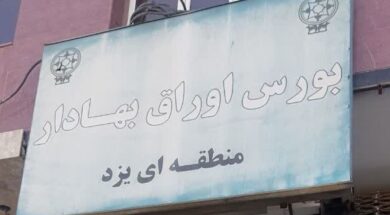 بورس اوراق بهادار
منطقه ای یزد